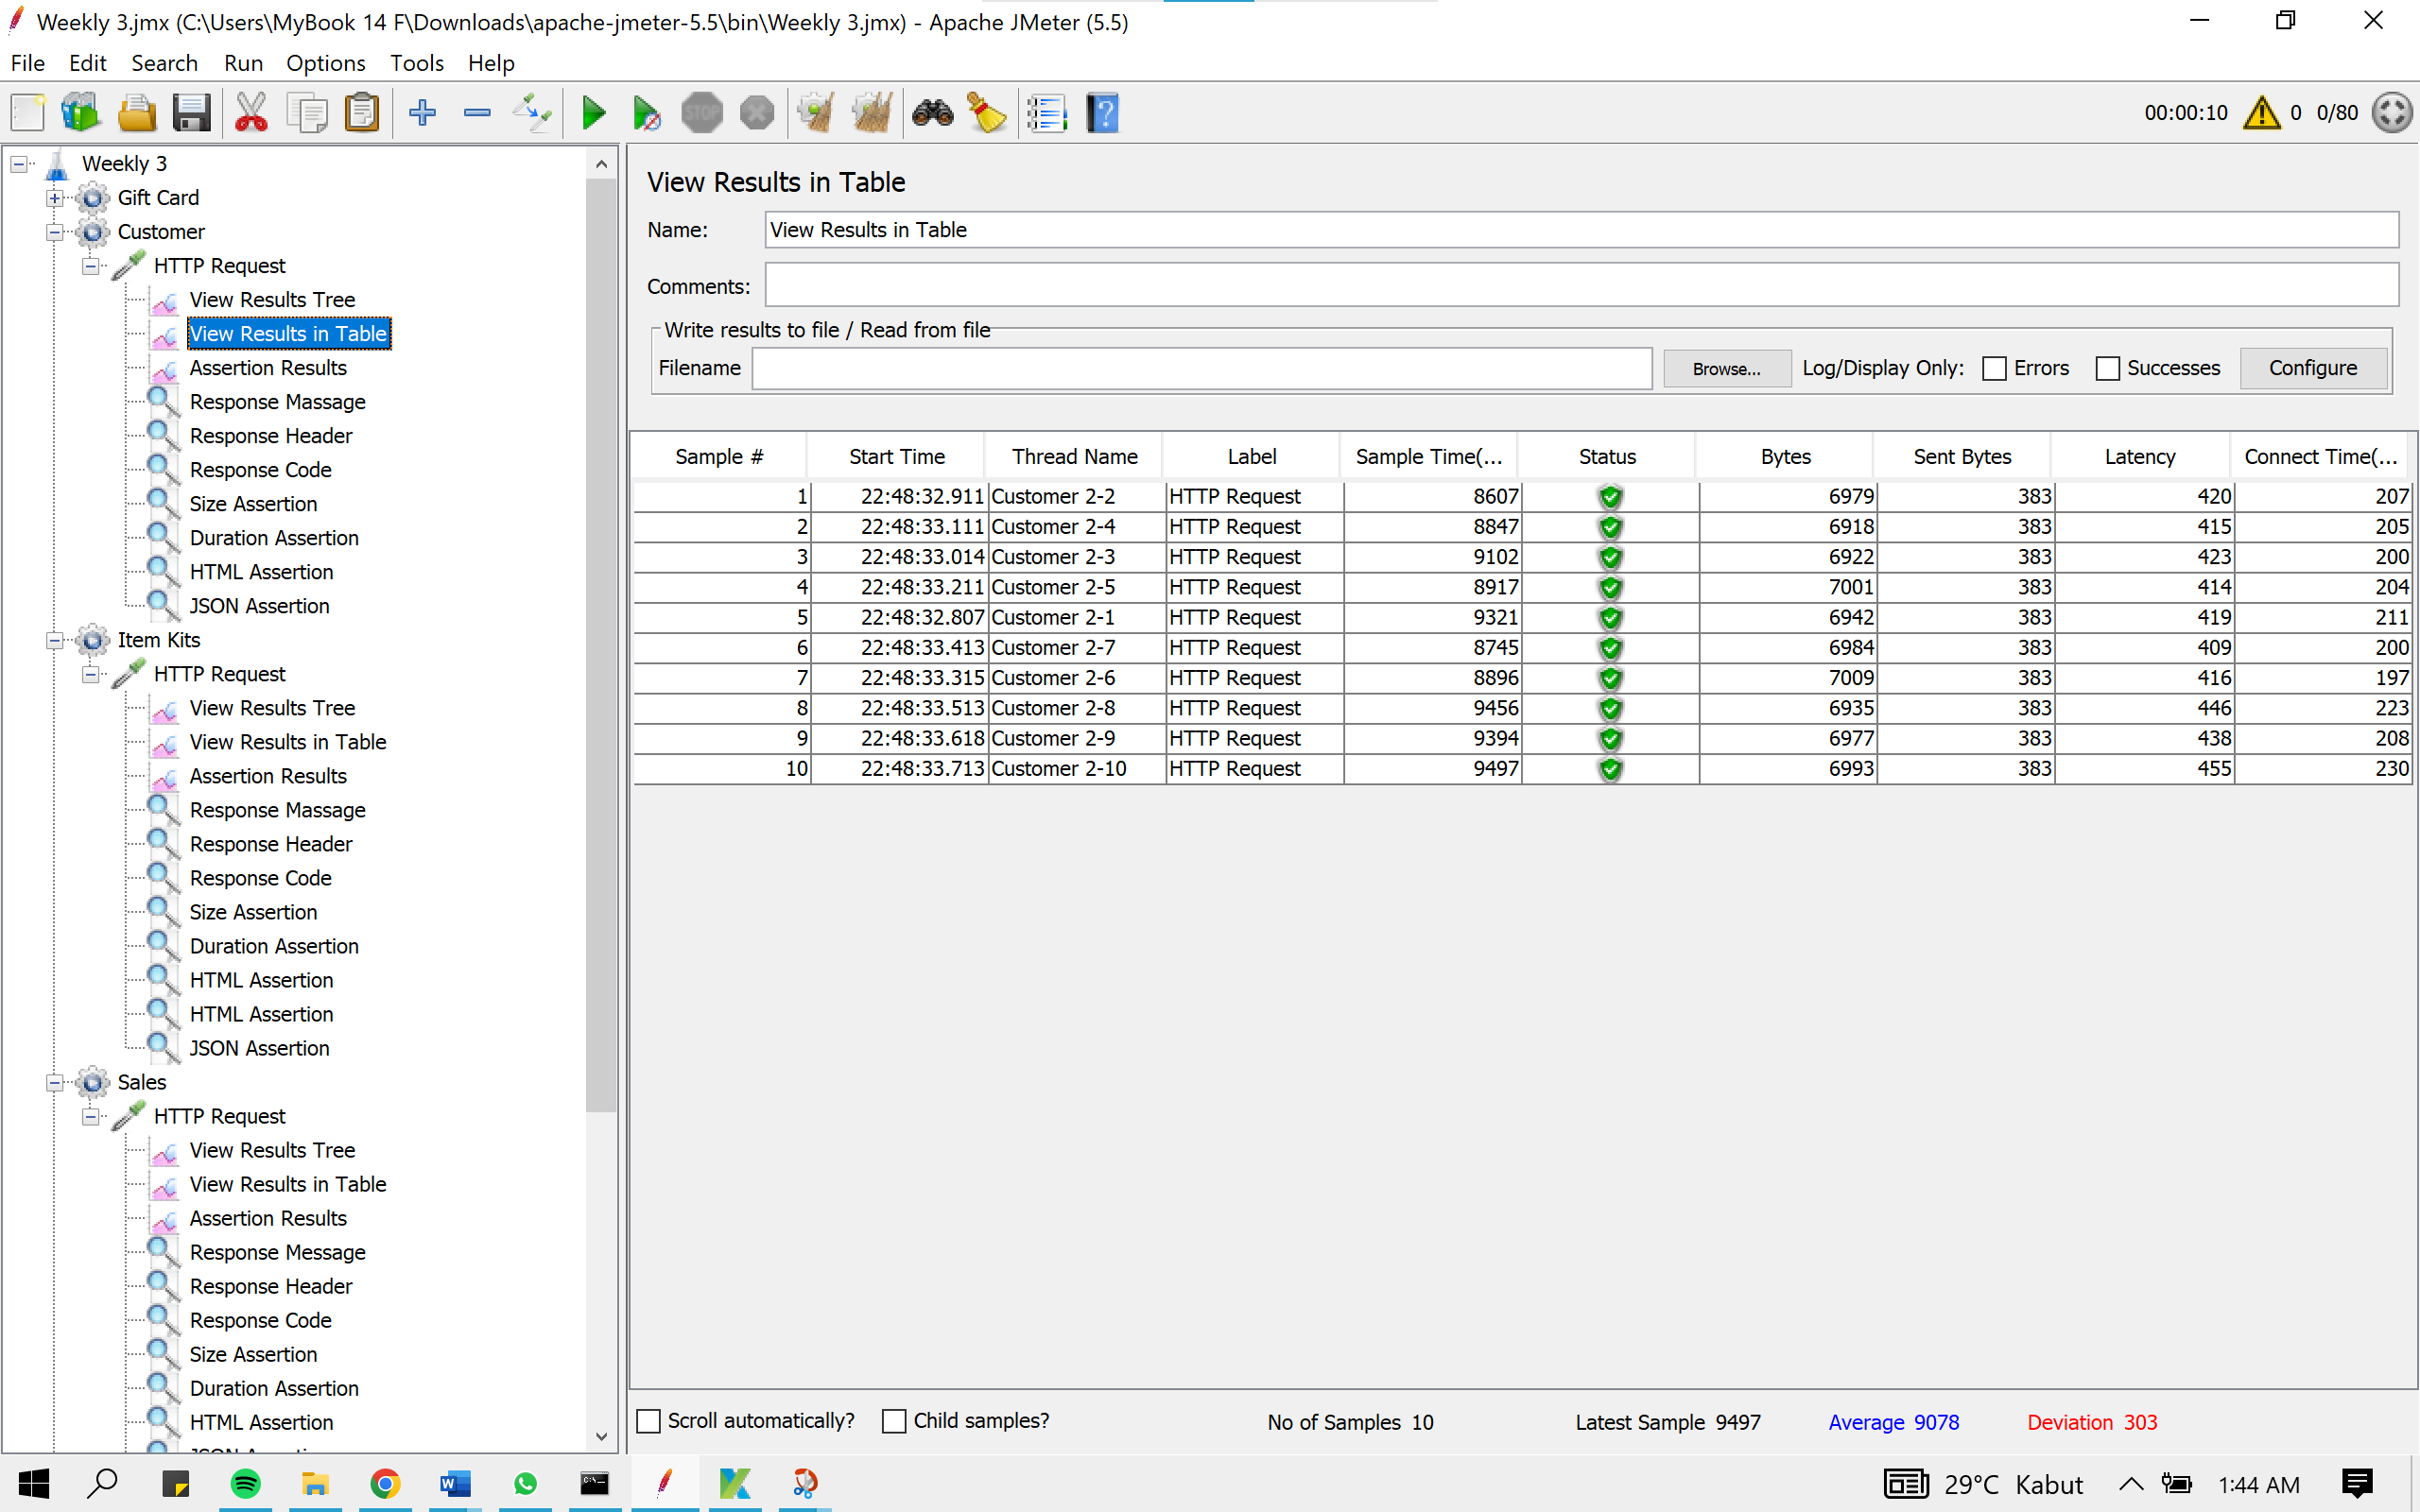 Weekly 3.jmx (C:\Users\MyBook 14 F\Downloads\apache-jmeter-5.5\bin\Weekly 3.jmx) - Apache JMeter (5.5)
File Edit Search Run Options Tools Help
STOP
00:00:10 0 0/80
Weekly 3
Gift Card
Customer
HTTP Request
View Results Tree
View Results in Table
Assertion Results
Response Massage
Response Header
Response Code
Size Assertion
Duration Assertion
HTML Assertion
JSON Assertion
Item Kits
HTTP Request
View Results Tree
View Results in Table
Assertion Results
Response Massage
Response Header
Response Code
Size Assertion
Duration Assertion
HTML Assertion
HTML Assertion
JSON Assertion
Sales
HTTP Request
View Results Tree
View Results in Table
Assertion Results
Response Message
Response Header
Response Code
Size Assertion
Duration Assertion
HTML Assertion
View Results in Table
Name: View Results in Table
Comments:
Write results to file / Read from file
Filename Browse... Log/Display Only: Errors Successes Configure
Sample # Start Time Thread Name Label Sample Time(... Status Bytes Sent Bytes Latency Connect Time(...
1 22:48:32.911 Customer 2-2 HTTP Request 8607 6979 383 420 207
2 22:48:33.111 Customer 2-4 HTTP Request 8847 6918 383 415 205
3 22:48:33.014 Customer 2-3 HTTP Request 9102 6922 383 423 200
4 22:48:33.211 Customer 2-5 HTTP Request 8917 7001 383 414 204
5 22:48:32.807 Customer 2-1 HTTP Request 9321 6942 383 419 211
6 22:48:33.413 Customer 2-7 HTTP Request 8745 6984 383 409 200
7 22:48:33.315 Customer 2-6 HTTP Request 8896 7009 383 416 197
8 22:48:33.513 Customer 2-8 HTTP Request 9456 6935 383 446 223
9 22:48:33.618 Customer 2-9 HTTP Request 9394 6977 383 438 208
10 22:48:33.713 Customer 2-10 HTTP Request 9497 6993 383 455 230
Scroll automatically? Child samples? No of Samples 10 Latest Sample 9497 Average 9078 Deviation 303
29°C Kabut 1:44 AM